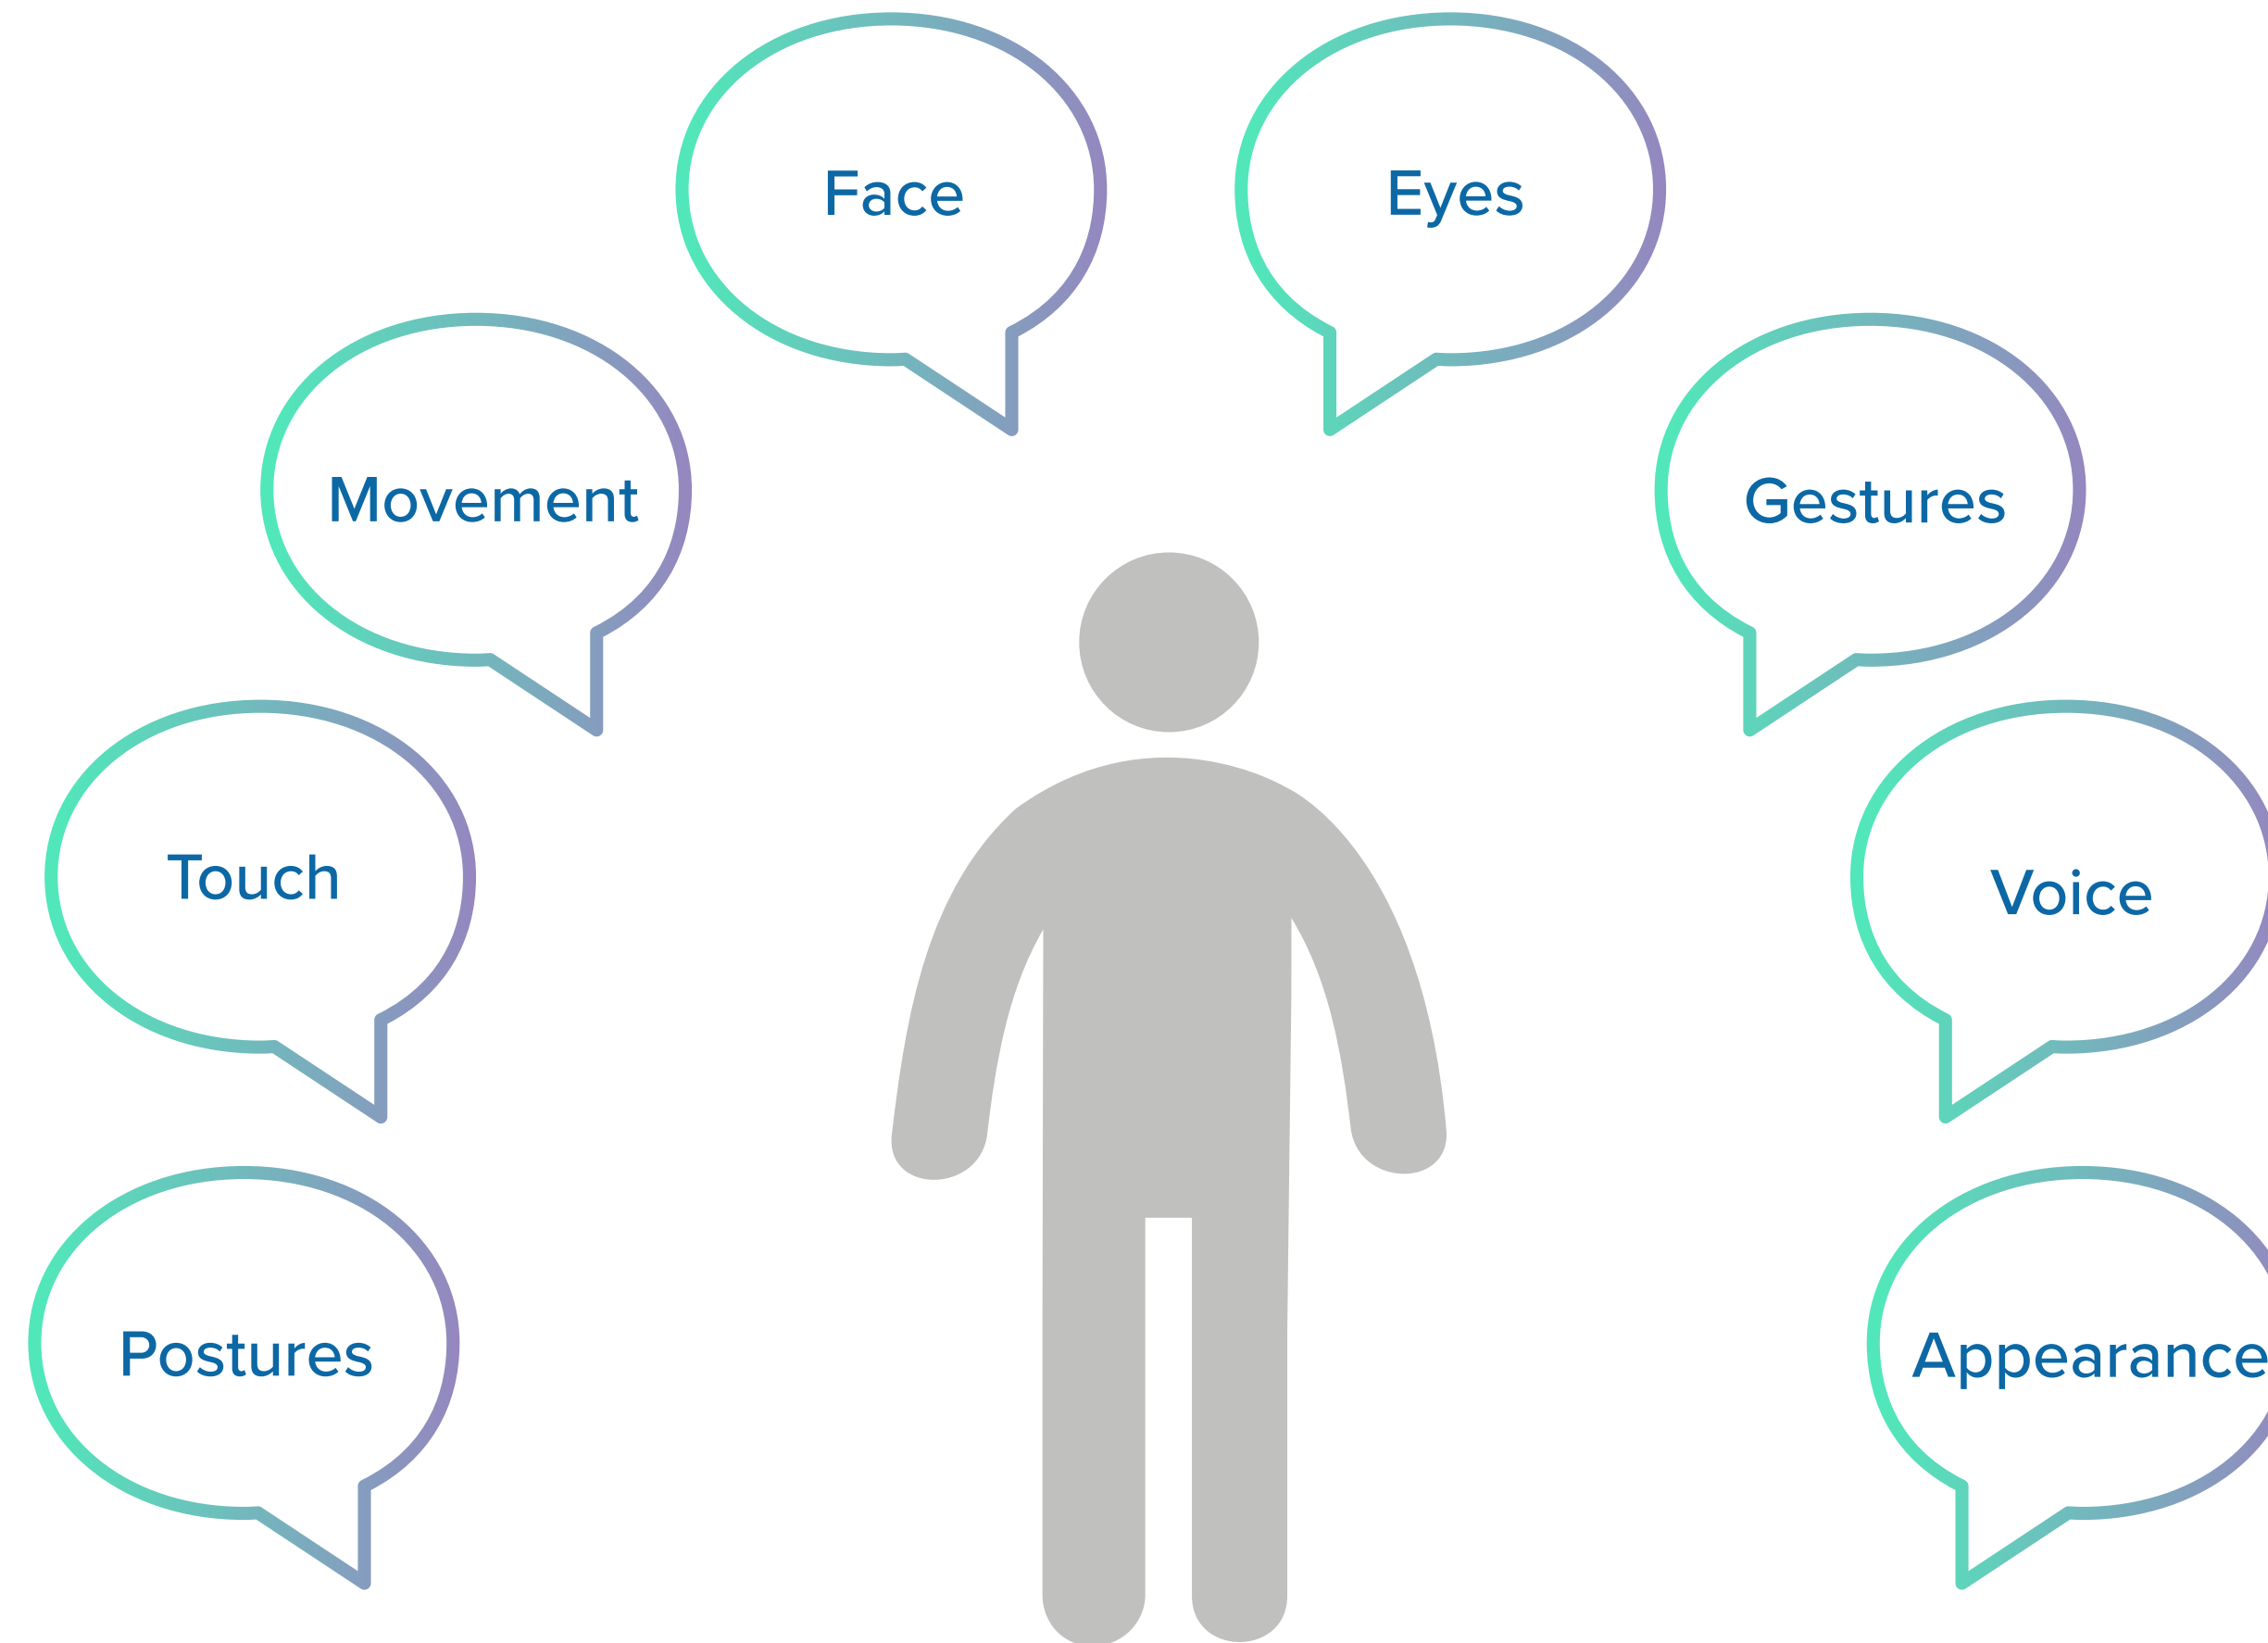 Face
Eyes
Movement
Gestures
Touch
Voice
Postures
Appearance